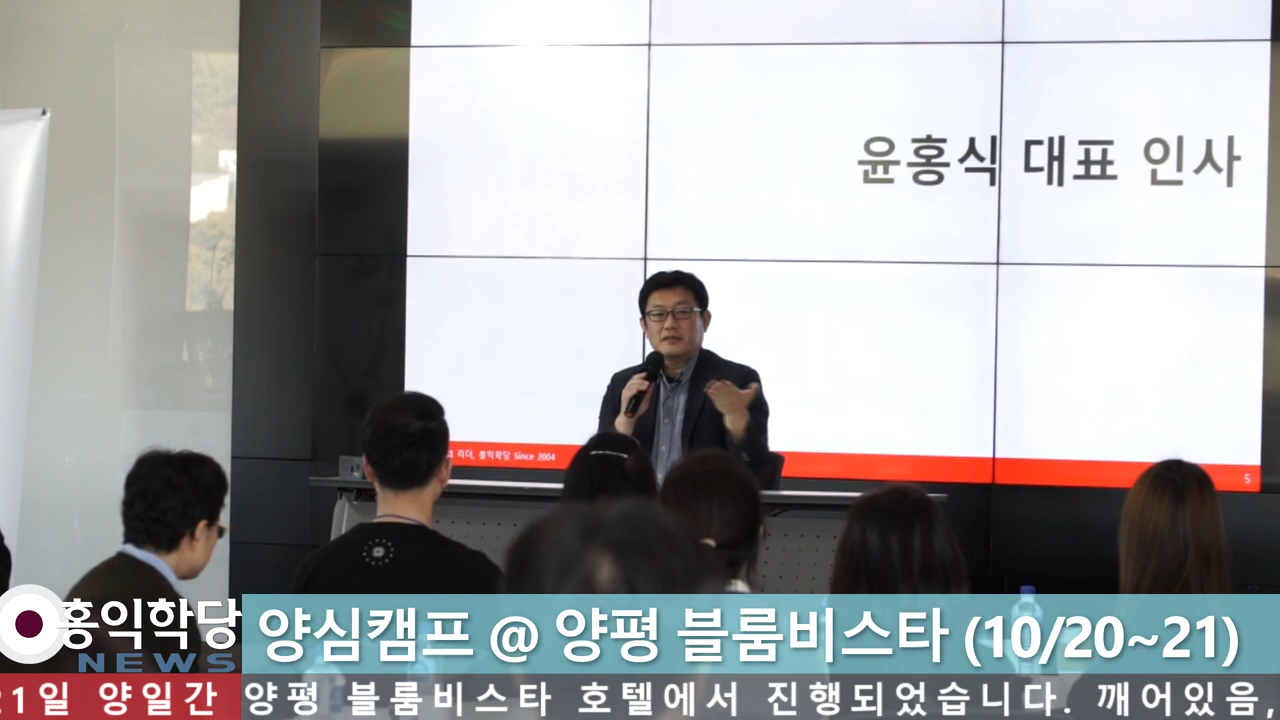 윤홍식 대표 인사
리더, 홍익학당 Since 2004
5
홍익학당
NEWS
양심캠프 @ 양평 블룸비스타 (10/20~21)
1일 양일간 양평 블룸비스타 호텔에서 진행되었습니다. 깨어있음,